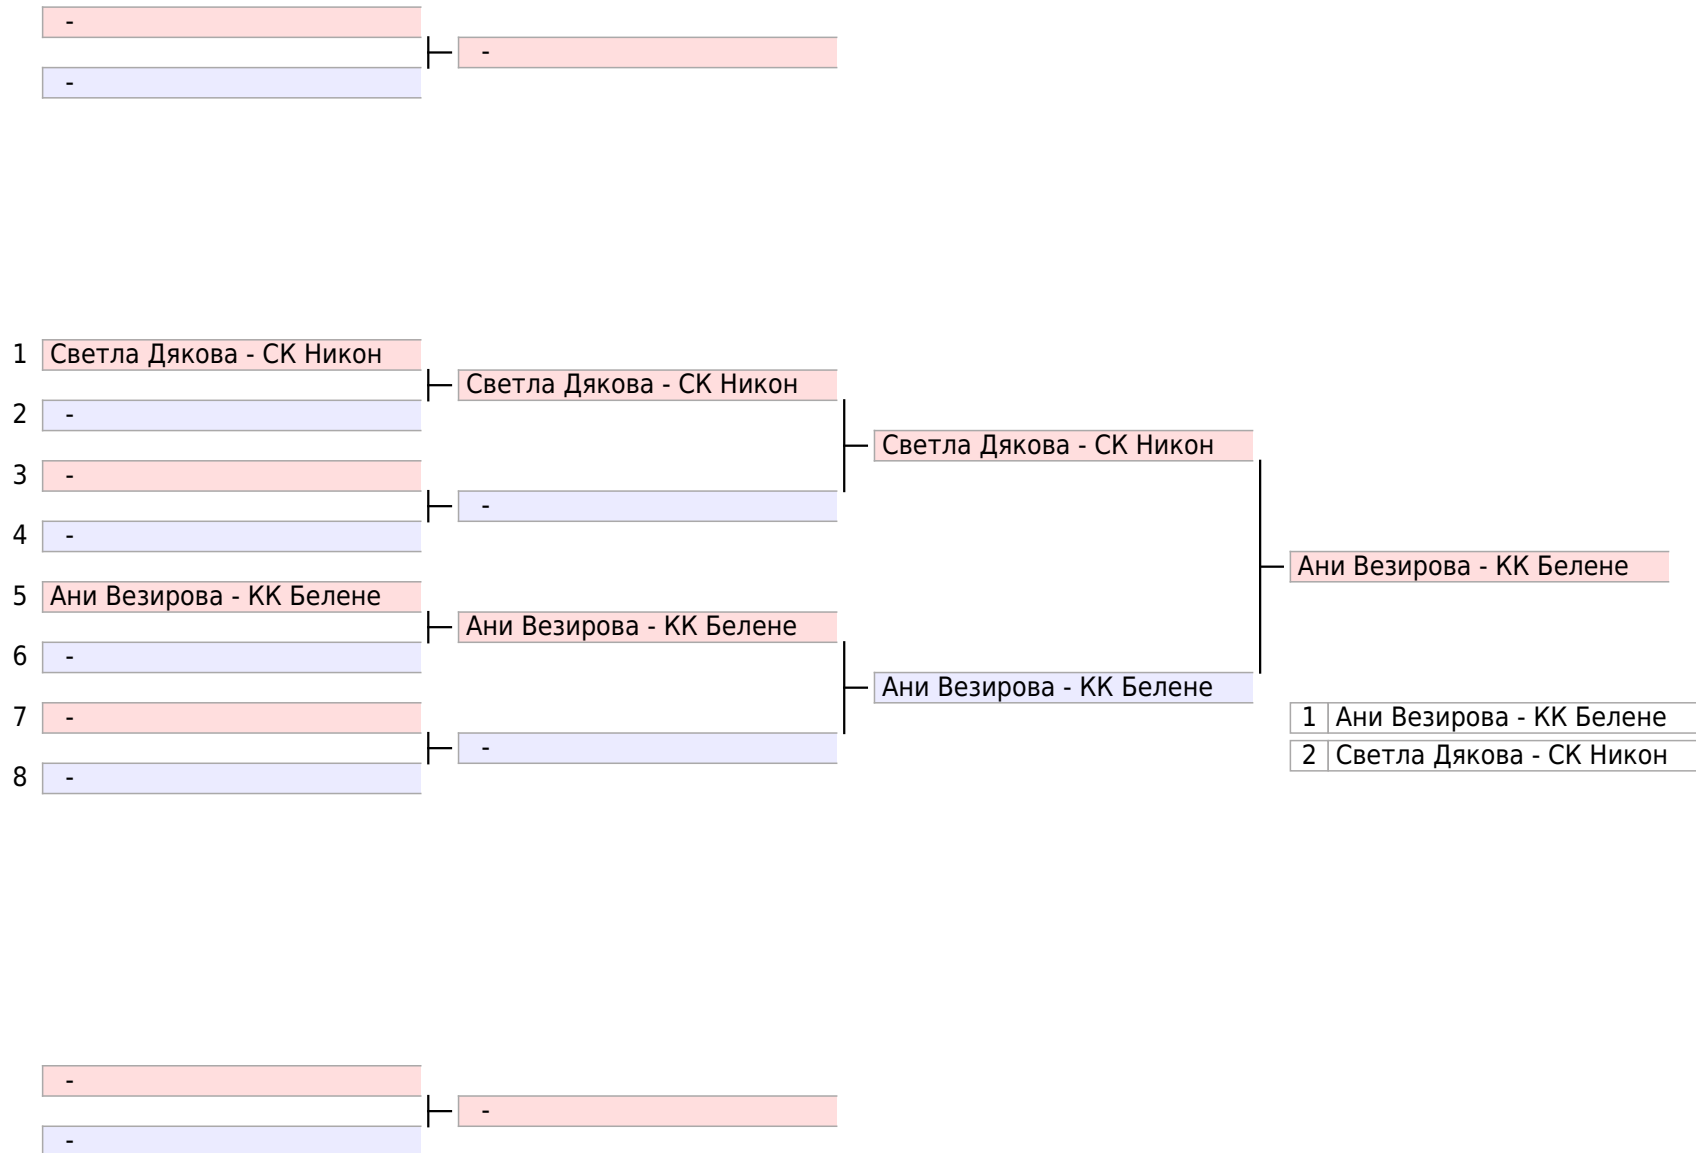 -
-
-
1 Светла Дякова - СК Никон
Светла Дякова - СК Никон
2 -
Светла Дякова - СК Никон
3 -
-
4 -
Ани Везирова - КК Белене
5 Ани Везирова - КК Белене
Ани Везирова - КК Белене
6 -
Ани Везирова - КК Белене
7 -
1 Ани Везирова - КК Белене
-
2 Светла Дякова - СК Никон
8 -
-
-
-